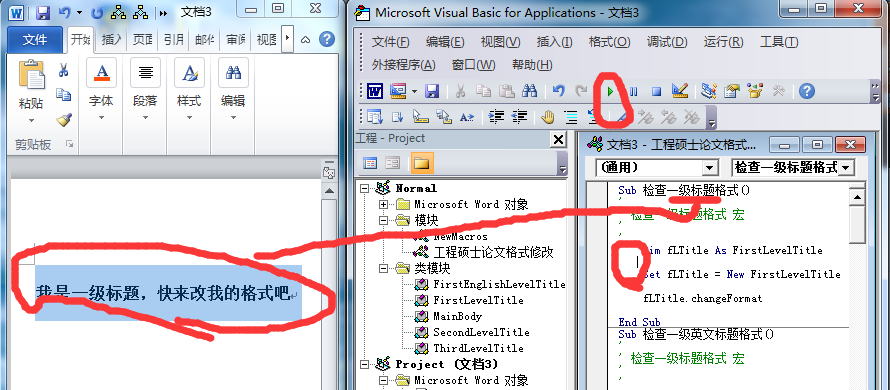 文档3
文件
开始
插入
页面
引用
邮件
审阅
视图
粘贴
剪贴板
字体
段落
样式
编辑
我是一级标题，快来改我的格式吧
Microsoft Visual Basic for Applications - 文档3
文件(F) 编辑(E) 视图(V) 插入(I) 格式(O) 调试(D) 运行(R) 工具(T)
外接程序(A) 窗口(W) 帮助(H)
工程 - Project
Normal
Microsoft Word 对象
模块
NewMacros
工程硕士论文格式修改
类模块
FirstEnglishLevelTitle
FirstLevelTitle
MainBody
SecondLevelTitle
ThirdLevelTitle
Project (文档3)
Microsoft Word 对象
文档3 - 工程硕士论文格式...
(通用)
检查一级标题格式
Sub 检查一级标题格式()
'
' 检查一级标题格式 宏
'
Dim fLTitle As FirstLevelTitle
Set fLTitle = New FirstLevelTitle
fLTitle.changeFormat
End Sub
Sub 检查一级英文标题格式()
'
' 检查一级标题格式 宏
'